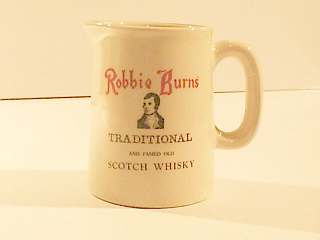 Robbie Burns
TRADITIONAL
AND FAMED OLD
SCOTCH WHISKY